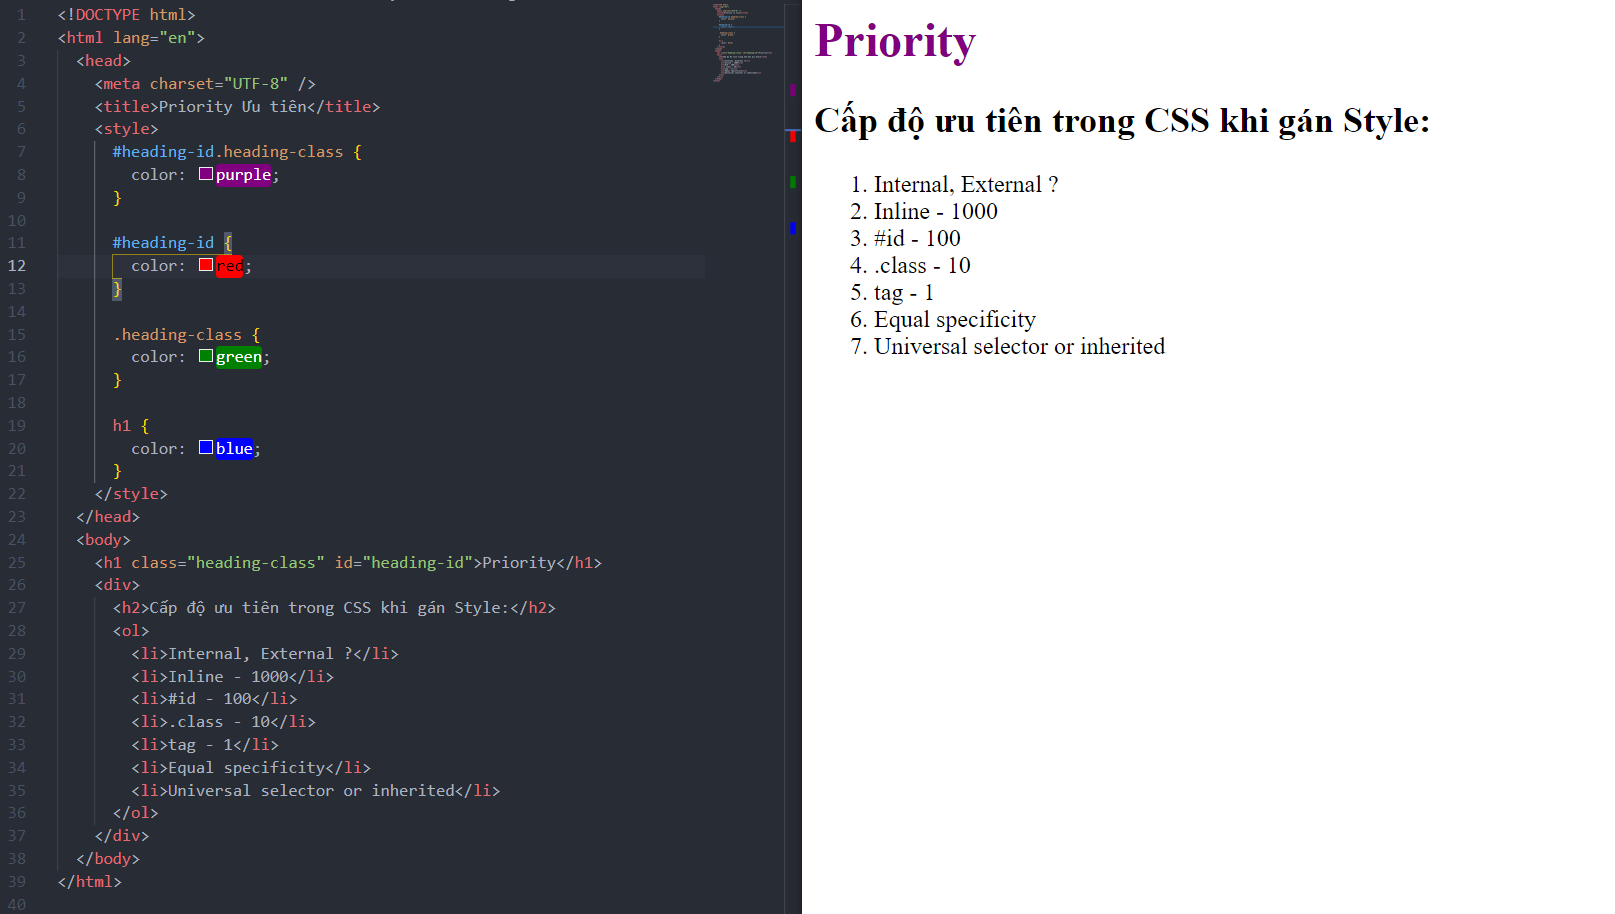 1 <!DOCTYPE html>
2 <html lang="en">
3 <head>
4 <meta charset="UTF-8" />
5 <title>Priority Ưu tiên</title>
6 <style>
7 #heading-id.heading-class {
8 color: purple;
9 }
10
11 #heading-id {
12 color: red;
13 }
14
15 .heading-class {
16 color: green;
17 }
18
19 h1 {
20 color: blue;
21 }
22 </style>
23 </head>
24 <body>
25 <h1 class="heading-class" id="heading-id">Priority</h1>
26 <div>
27 <h2>Cấp độ ưu tiên trong CSS khi gán Style:</h2>
28 <ol>
29 <li>Internal, External ?</li>
30 <li>Inline - 1000</li>
31 <li>#id - 100</li>
32 <li>.class - 10</li>
33 <li>tag - 1</li>
34 <li>Equal specificity</li>
35 <li>Universal selector or inherited</li>
36 </ol>
37 </div>
38 </body>
39 </html>
40
Priority
Cấp độ ưu tiên trong CSS khi gán Style:
1. Internal, External ?
2. Inline - 1000
3. #id - 100
4. .class - 10
5. tag - 1
6. Equal specificity
7. Universal selector or inherited